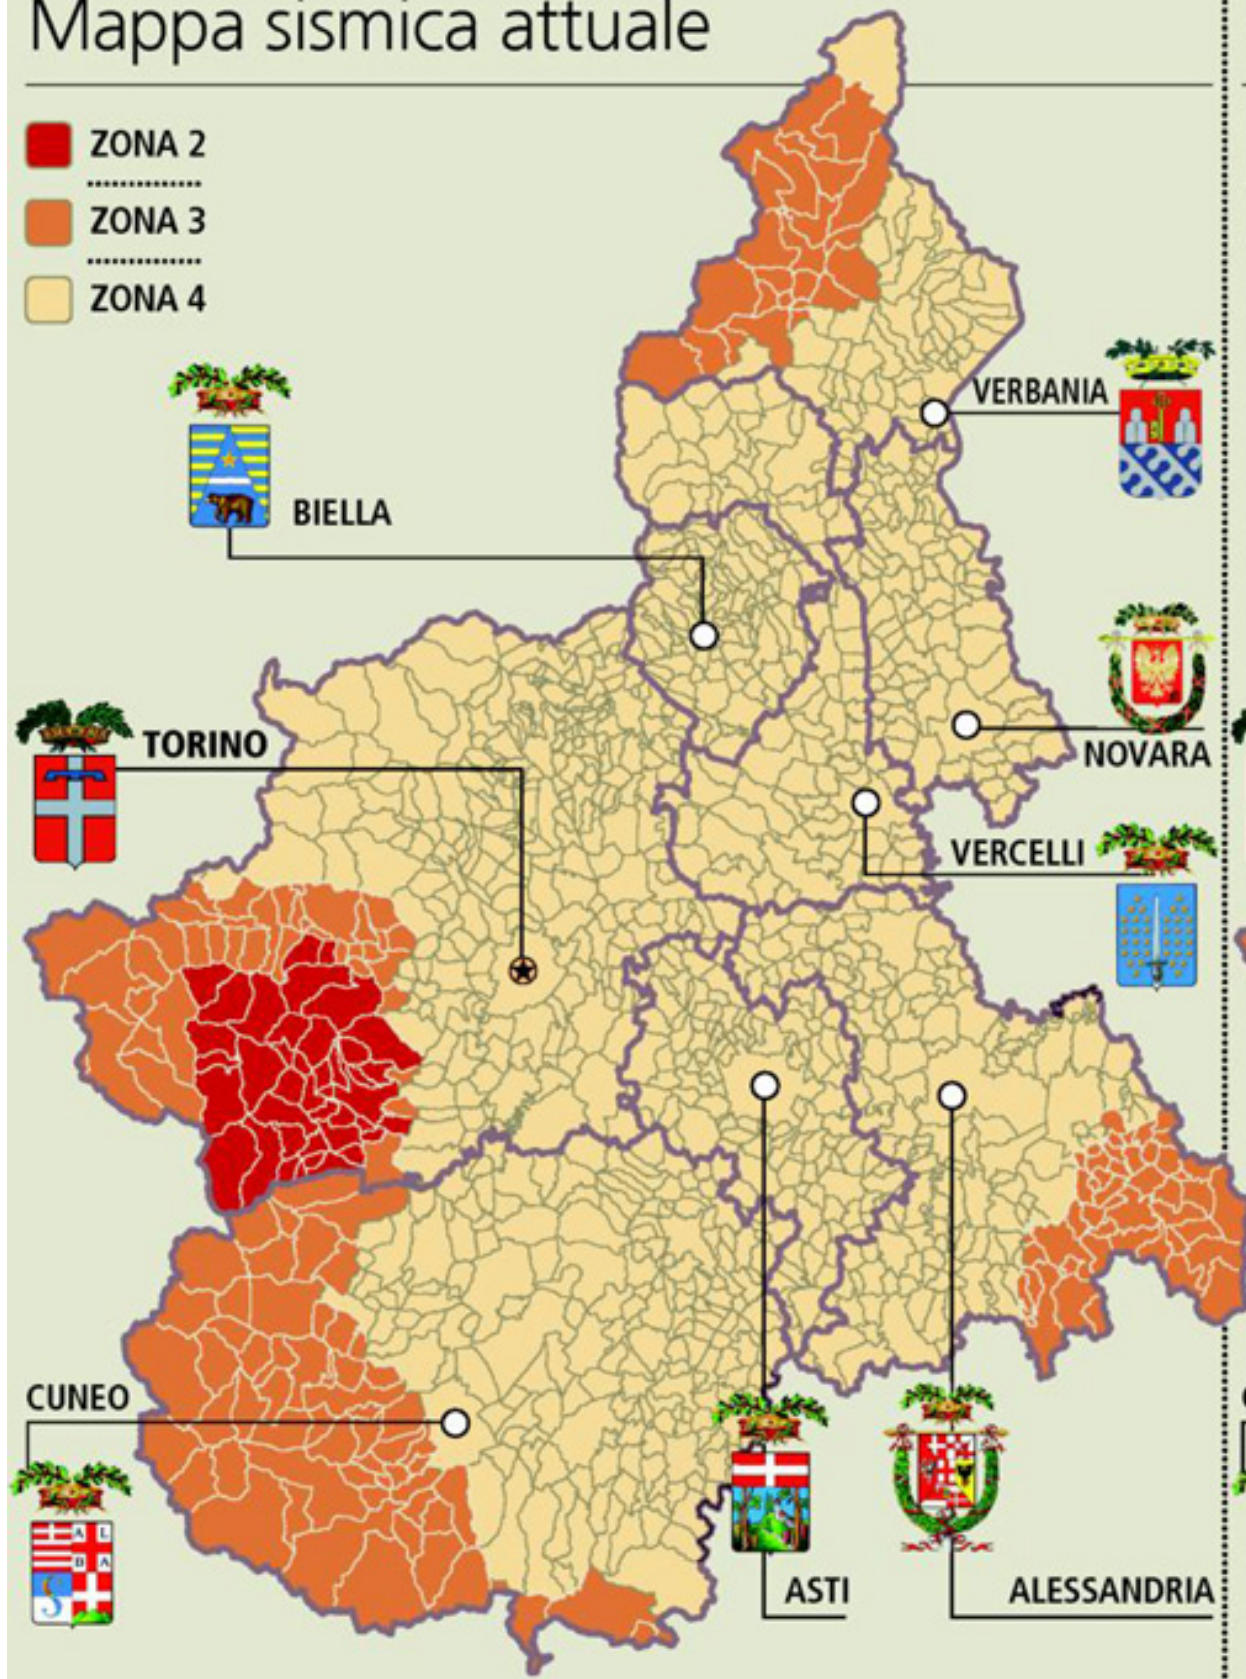 Mappa sismica attuale
ZONA 2
ZONA 3
ZONA 4
VERBANIA
BIELLA
TORINO
NOVARA
VERCELLI
CUNEO
A L
B A
ASTI
ALESSANDRIA